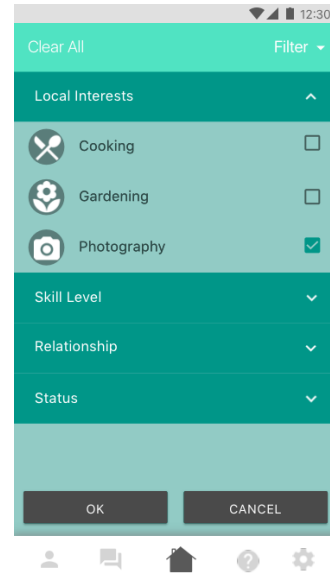 12:30
Clear All Filter
Local Interests
Cooking
Gardening
Photography
Skill Level
Relationship
Status
OK CANCEL